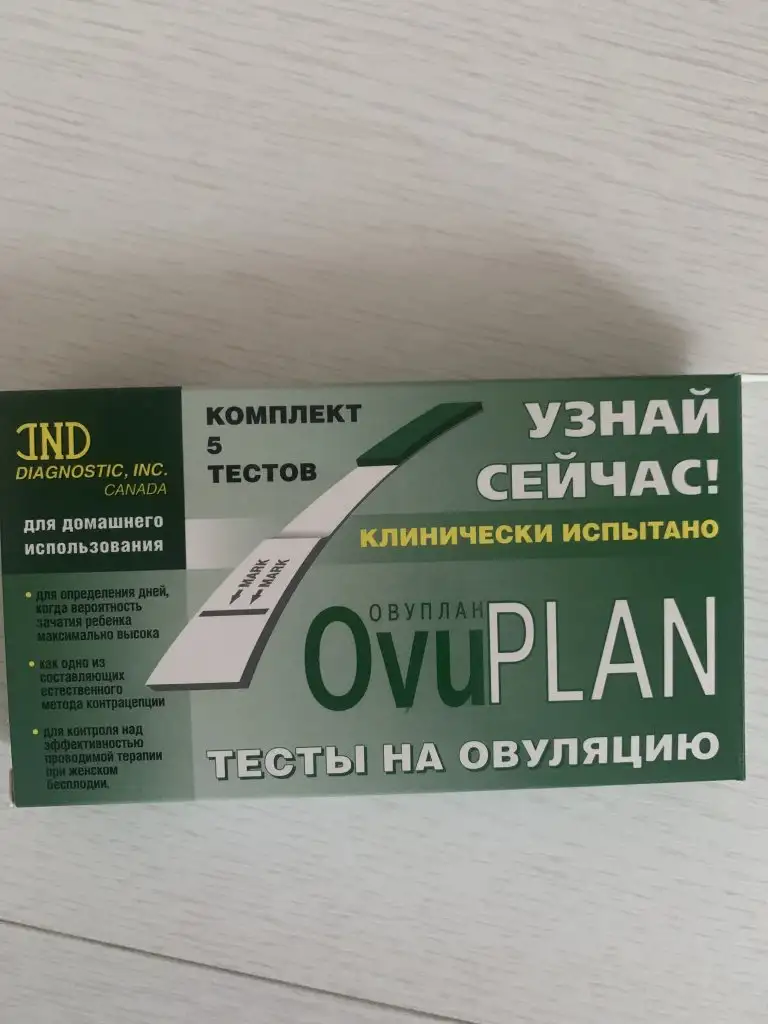 IND
DIAGNOSTIC, INC.
CANADA
для домашнего
использования
• для определения дней,
когда вероятность
зачатия ребенка
максимально высока
• как одно из
составляющих
естественного
метода контрацепции
• для контроля над
эффективностью
проводимой терапии
при женском
бесплодии.
КОМПЛЕКТ
5
ТЕСТОВ
MARK
MARK
УЗНАЙ
СЕЙЧАС!
КЛИНИЧЕСКИ ИСПЫТАНО
ОВУПЛАН
OvuPLAN
ТЕСТЫ НА ОВУЛЯЦИЮ